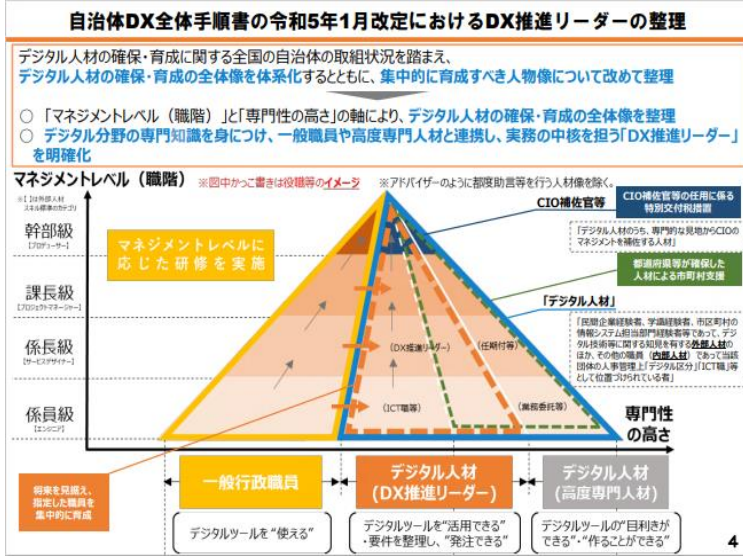 自治体DX全体手順書の令和5年1月改定におけるDX推進リーダーの整理
デジタル人材の確保・育成に関する全国の自治体の取組状況を踏まえ、
デジタル人材の確保・育成の全体像を体系化するとともに、集中的に育成すべき人物像について改めて整理
○ 「マネジメントレベル（職階）」と「専門性の高さ」の軸により、デジタル人材の確保・育成の全体像を整理
○ デジタル分野の専門知識を身につけ、一般職員や高度専門人材と連携し、実務の中核を担う「DX推進リーダー」
を明確化
マネジメントレベル（職階）
※図中かっこ書きは役職等のイメージ
※アドバイザーのように都度助言等を行う人材像を除く。
※【 】は外部人材
スキル標準のカテゴリ
幹部級
【プロデューサー】
課長級
【プロジェクトマネージャー】
係長級
【サービスデザイナー】
係員級
【エンジニア】
マネジメントレベルに
応じた研修を実施
CIO補佐官等
CIO補佐官等の任用に係る
特別交付税措置
「デジタル人材のうち、専門的な見地からCIOの
マネジメントを補佐する人材」
都道府県等が確保した
人材による市町村支援
「デジタル人材」
「民間企業経験者、学識経験者、市区町村の
情報システム担当部門経験者等であって、デジ
タル技術等に関する知見を有する外部人材の
ほか、その他の職員（内部人材）であって当該
団体の人事管理上「デジタル区分」「ICT職」等
として位置づけられている者」
（DX推進リーダー）
（任期付等）
（ICT職等）
（業務委託等）
専門性
の高さ
将来を見据え、
指定した職員を
集中的に育成
一般行政職員
デジタル人材
（DX推進リーダー）
デジタル人材
（高度専門人材）
デジタルツールを“使える”
デジタルツールを“活用できる”
・要件を整理し、“発注できる”
デジタルツールの“目利きが
できる”・“作ることができる”
4